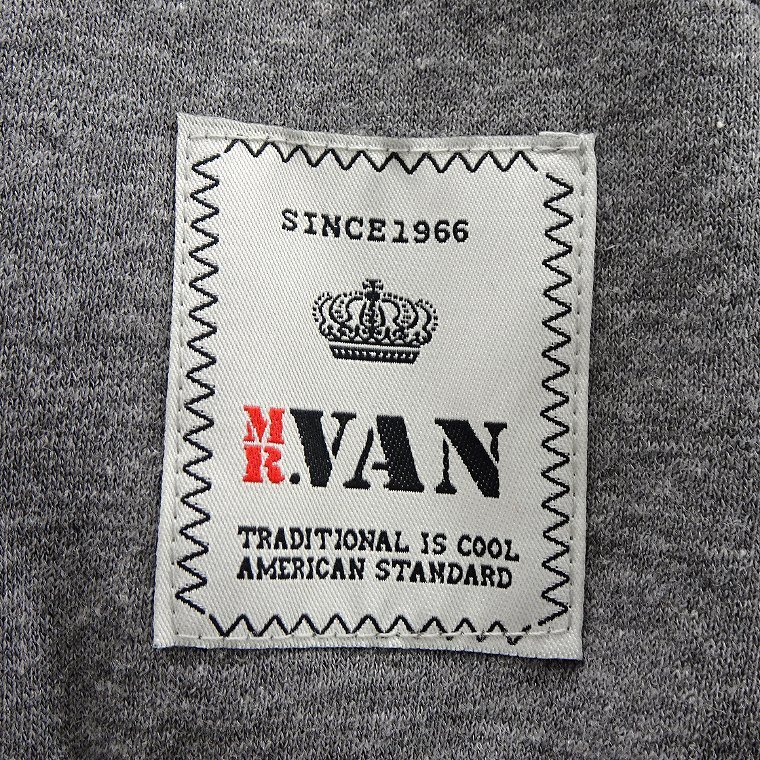 SINCE1966
MR.VAN
TRADITIONAL IS COOL
AMERICAN STANDARD